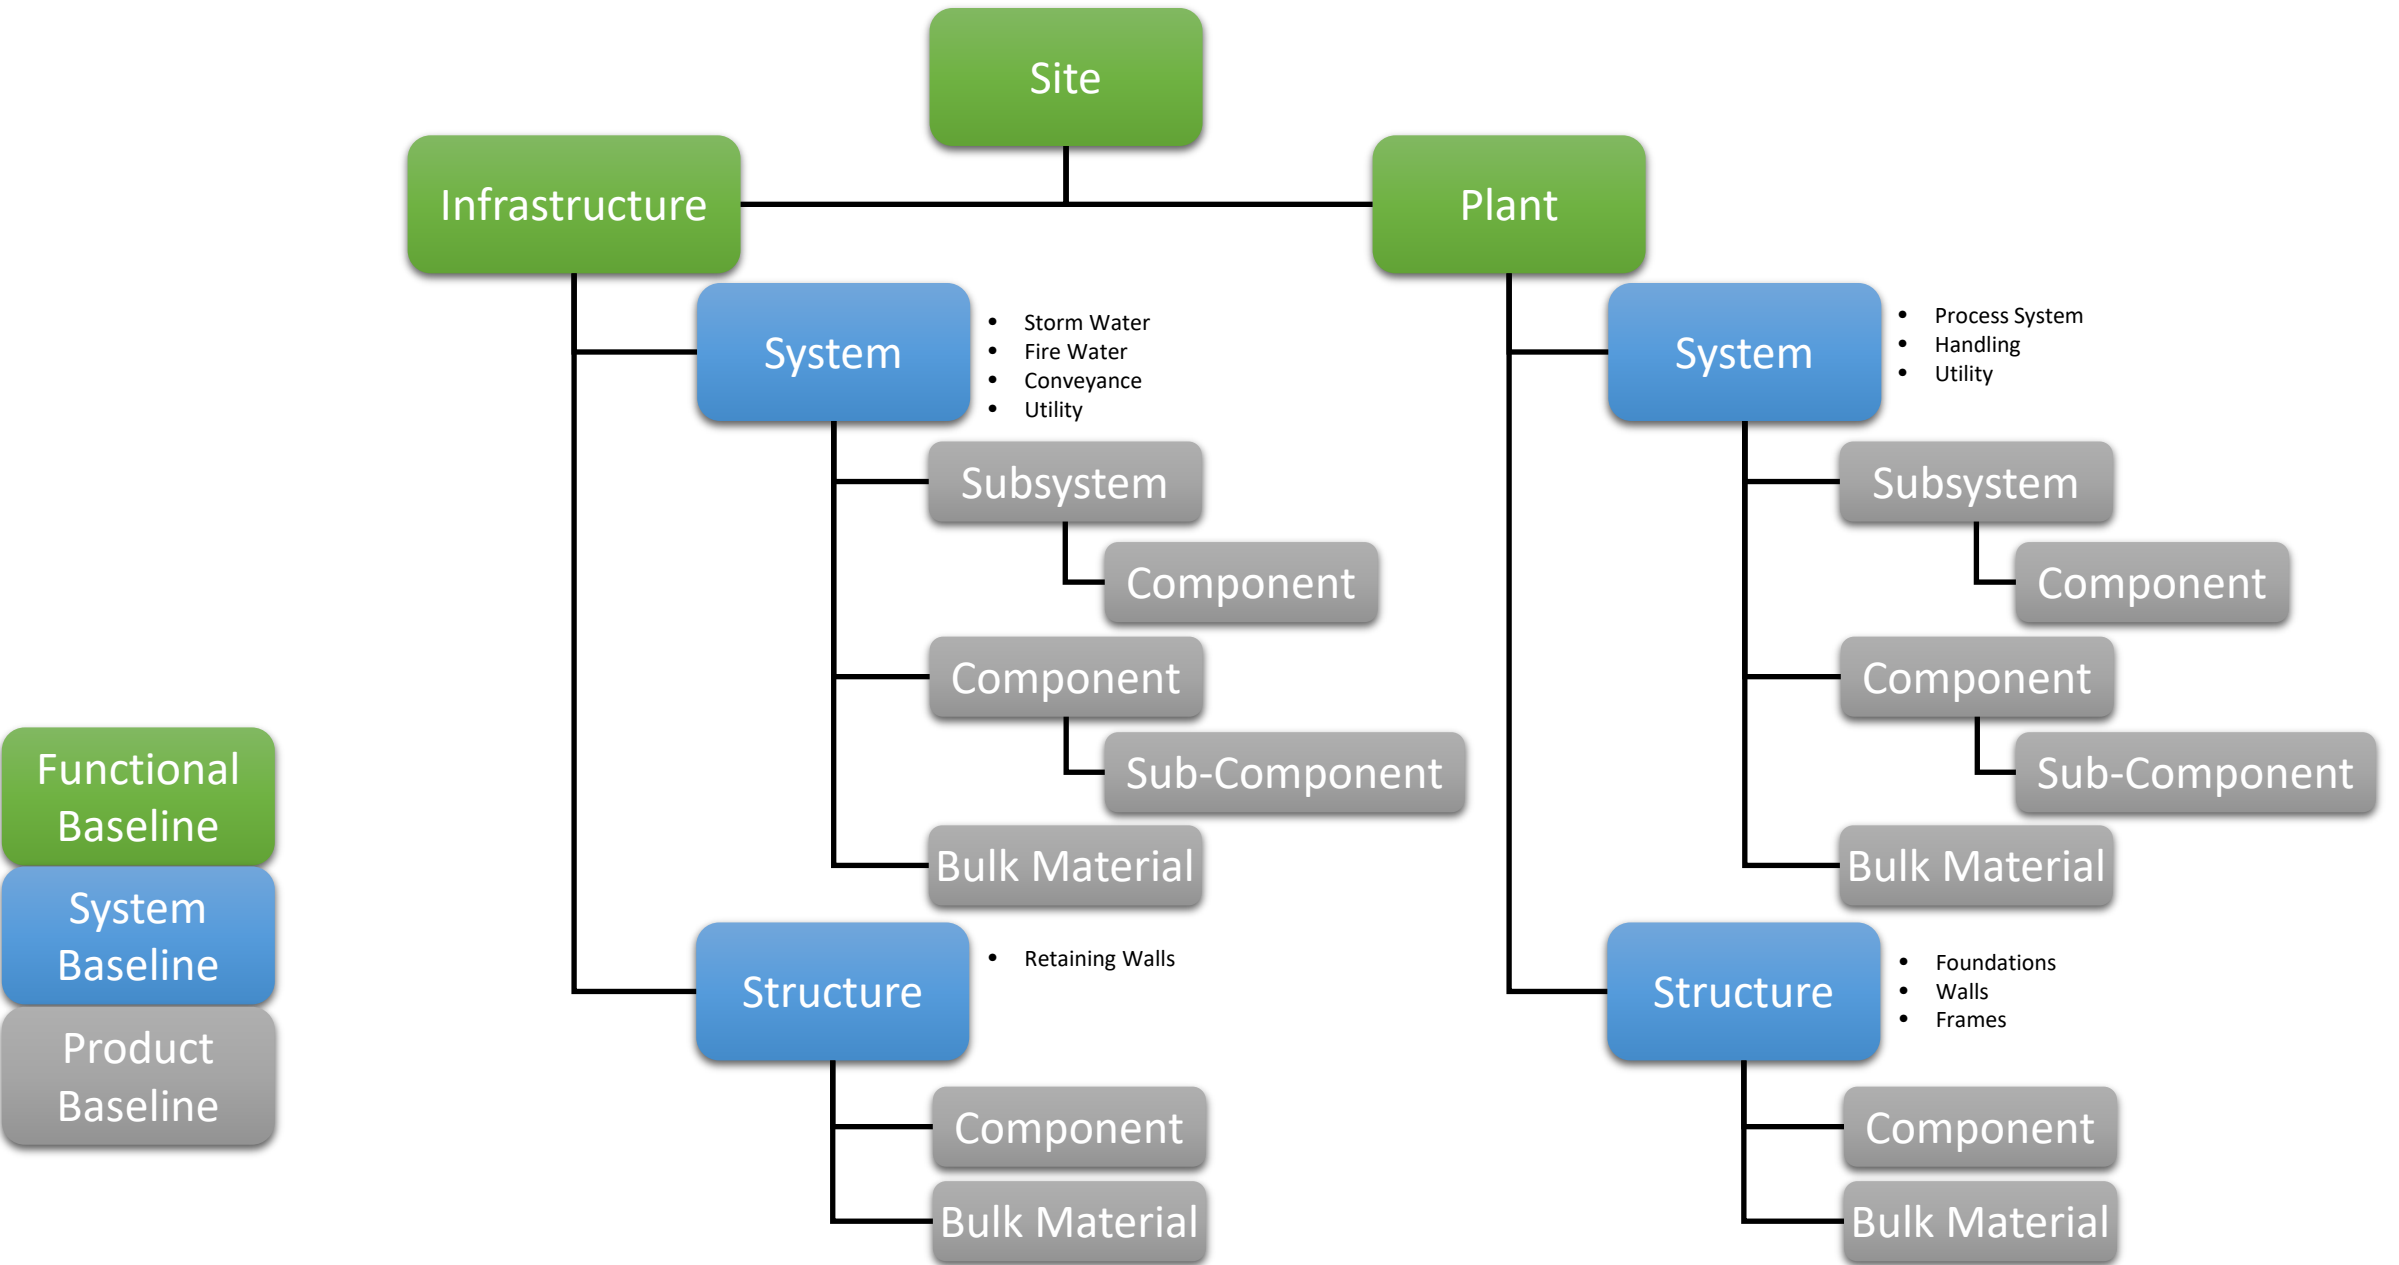 Site
Infrastructure
Plant
System
• Storm Water
• Fire Water
• Conveyance
• Utility
Subsystem
Component
Component
Sub-Component
Bulk Material
Structure
• Retaining Walls
Component
Bulk Material
System
• Process System
• Handling
• Utility
Subsystem
Component
Component
Sub-Component
Bulk Material
Structure
• Foundations
• Walls
• Frames
Component
Bulk Material
Functional
Baseline
System
Baseline
Product
Baseline